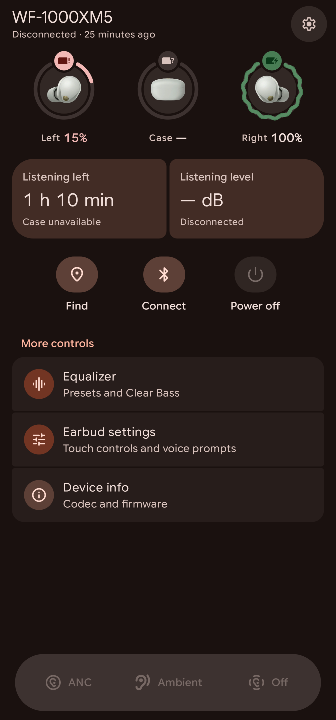 WF-1000XM5
Disconnected · 25 minutes ago
Left 15%
Case —
Right 100%
Listening left
1 h 10 min
Case unavailable
Listening level
— dB
Disconnected
Find
Connect
Power off
More controls
Equalizer
Presets and Clear Bass
Earbud settings
Touch controls and voice prompts
Device info
Codec and firmware
ANC
Ambient
Off